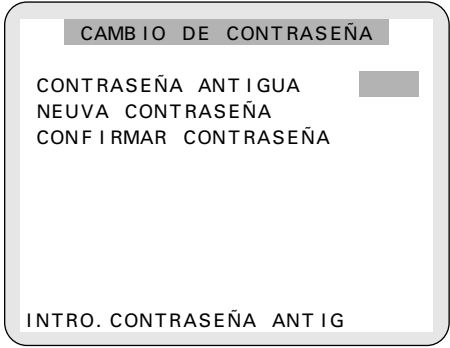 CAMBIO DE CONTRASEÑA
CONTRASEÑA ANTIGUA
NEUVA CONTRASEÑA
CONFIRMAR CONTRASEÑA
INTRO. CONTRASEÑA ANTIG